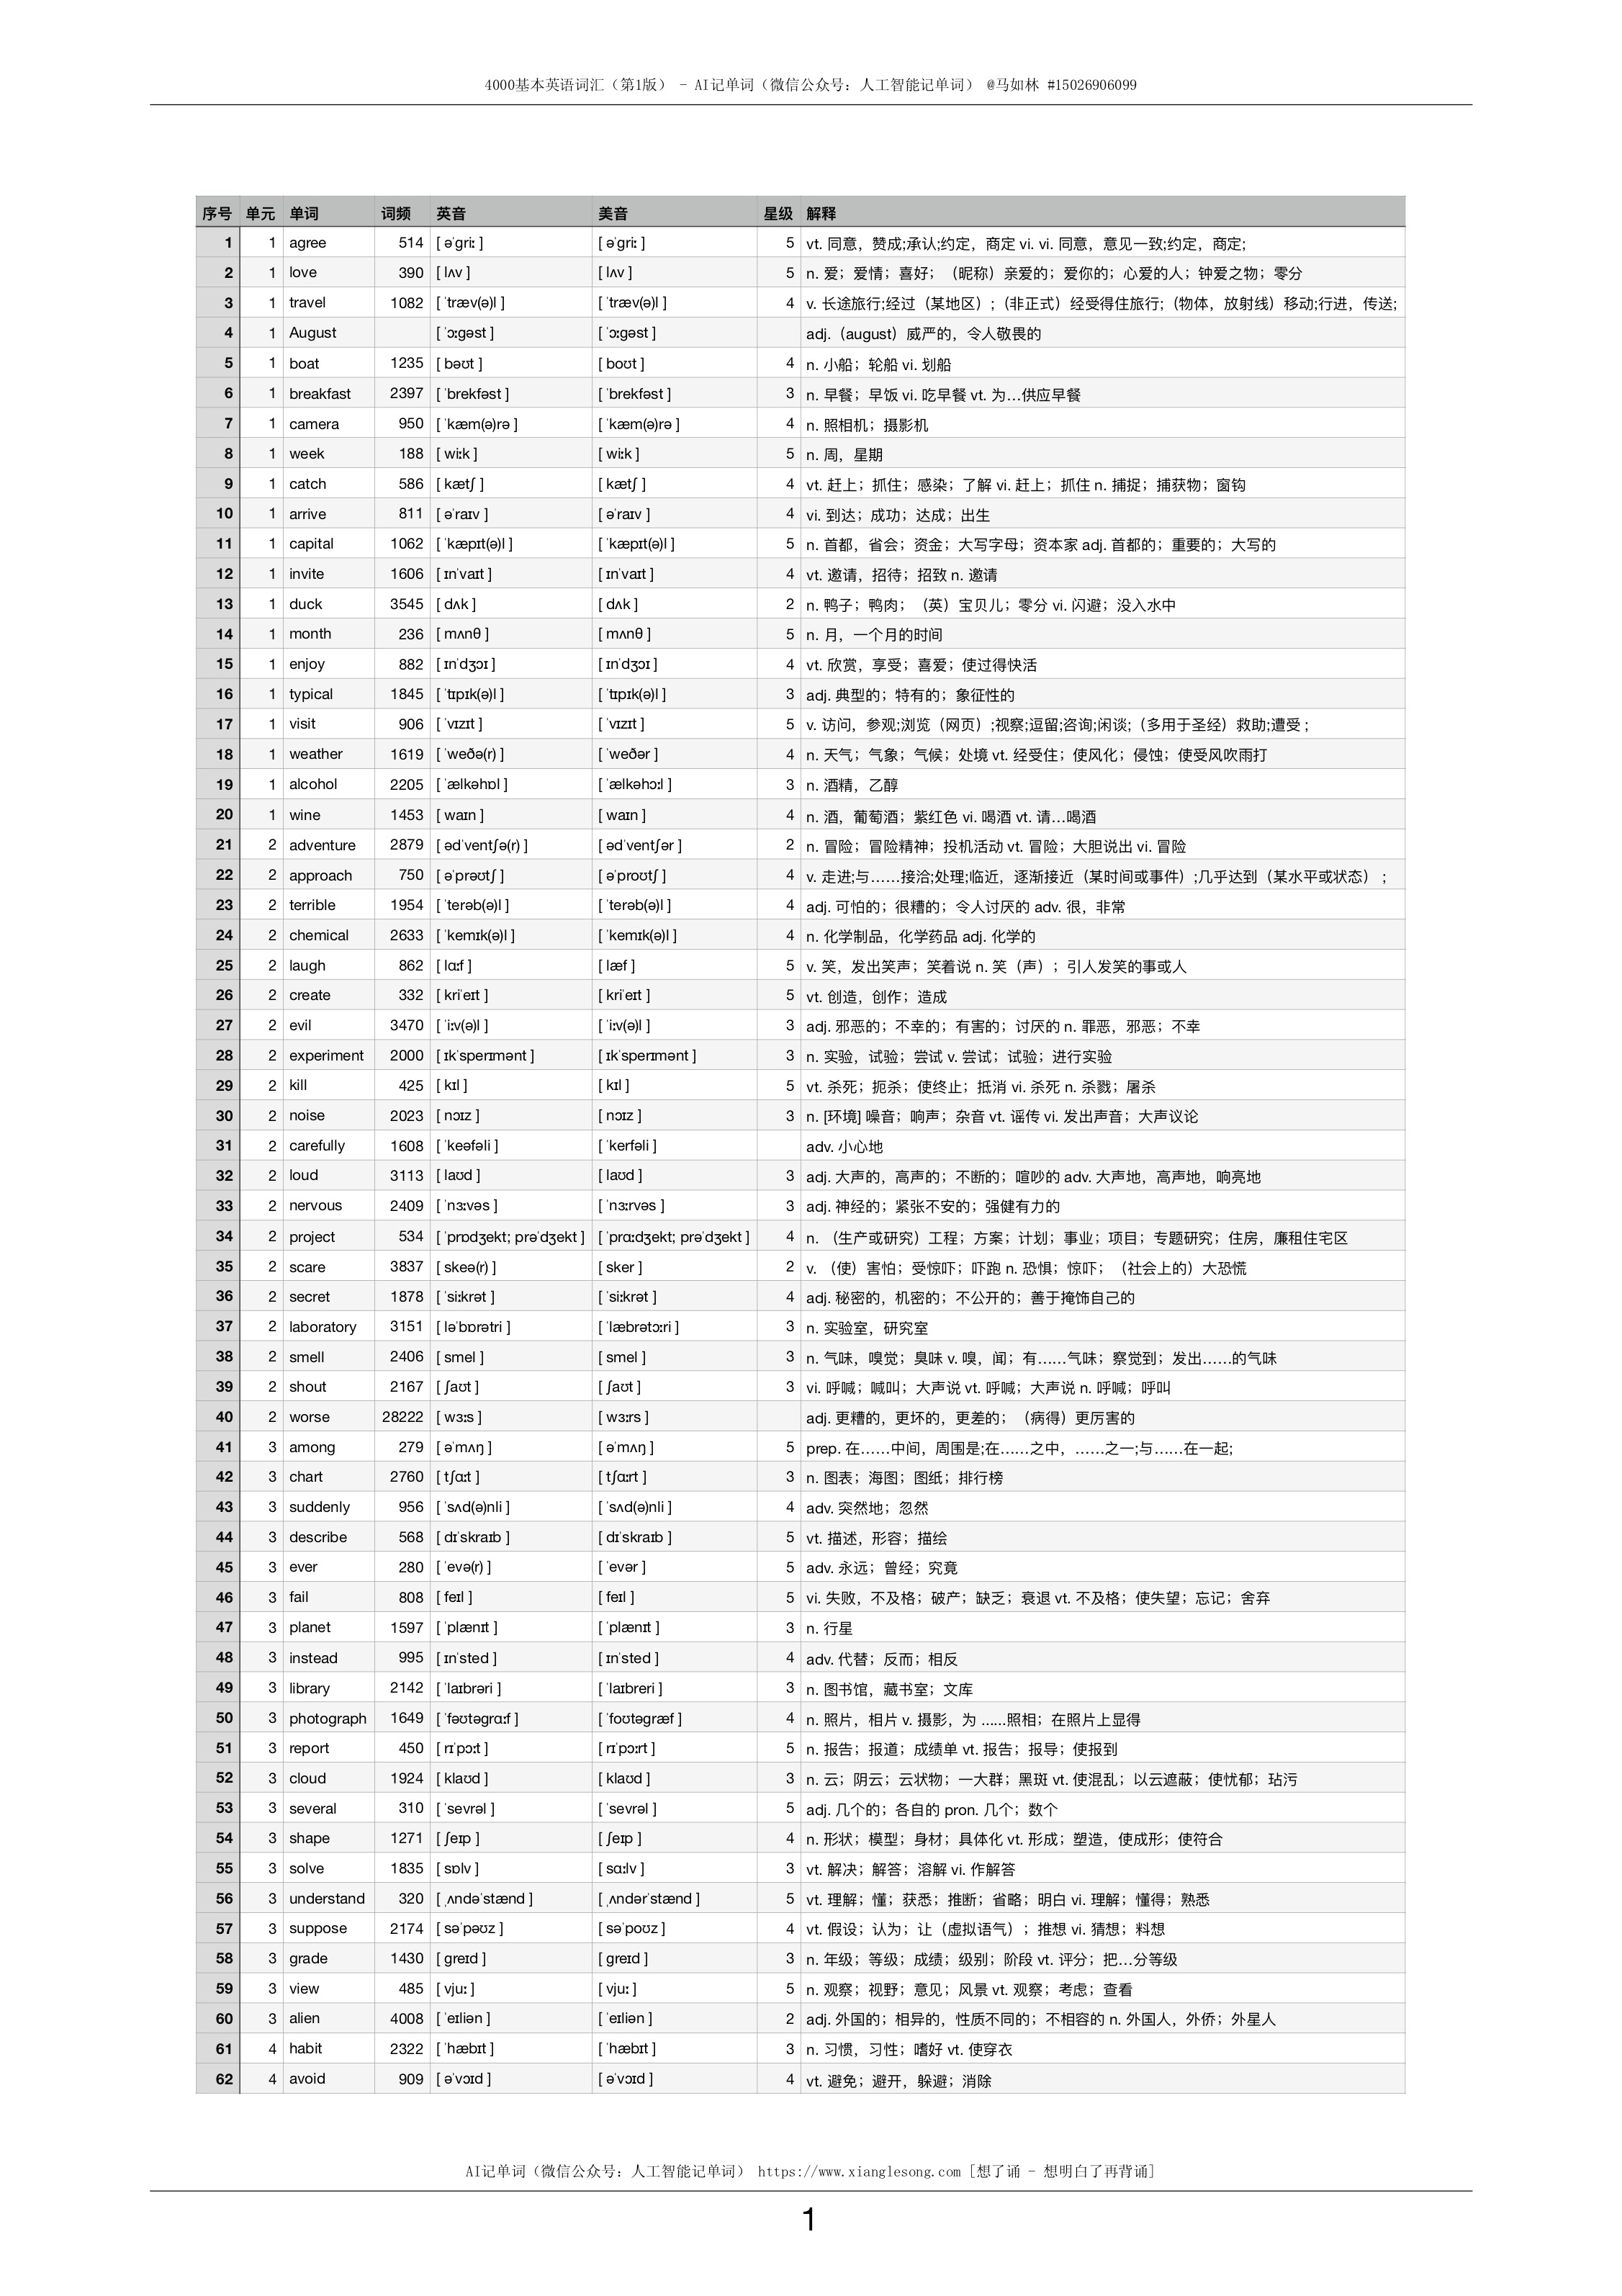 4000基本英语词汇（第1版） - AI记单词（微信公众号：人工智能记单词） @马如林 #15026906099
序号 单元 单词 词频 英音 美音 星级 解释
1 1 agree 514 [ əˈɡriː ] [ əˈɡriː ] 5 vt. 同意，赞成;承认;约定，商定 vi. vi. 同意，意见一致;约定，商定;
2 1 love 390 [ lʌv ] [ lʌv ] 5 n. 爱；爱情；喜好；（昵称）亲爱的；爱你的；心爱的人；钟爱之物；零分
3 1 travel 1082 [ ˈtræv(ə)l ] [ ˈtræv(ə)l ] 4 v. 长途旅行;经过（某地区）;（非正式）经受得住旅行;（物体，放射线）移动;行进，传送;
4 1 August [ ˈɔːɡəst ] [ ˈɔːɡəst ] adj.（august）威严的，令人敬畏的
5 1 boat 1235 [ bəʊt ] [ boʊt ] 4 n. 小船；轮船 vi. 划船
6 1 breakfast 2397 [ ˈbrekfəst ] [ ˈbrekfəst ] 3 n. 早餐；早饭 vi. 吃早餐 vt. 为…供应早餐
7 1 camera 950 [ ˈkæm(ə)rə ] [ ˈkæm(ə)rə ] 4 n. 照相机；摄影机
8 1 week 188 [ wiːk ] [ wiːk ] 5 n. 周，星期
9 1 catch 586 [ kætʃ ] [ kætʃ ] 4 vt. 赶上；抓住；感染；了解 vi. 赶上；抓住 n. 捕捉；捕获物；窗钩
10 1 arrive 811 [ əˈraɪv ] [ əˈraɪv ] 4 vi. 到达；成功；达成；出生
11 1 capital 1062 [ ˈkæpɪt(ə)l ] [ ˈkæpɪt(ə)l ] 5 n. 首都，省会；资金；大写字母；资本家 adj. 首都的；重要的；大写的
12 1 invite 1606 [ ɪnˈvaɪt ] [ ɪnˈvaɪt ] 4 vt. 邀请，招待；招致 n. 邀请
13 1 duck 3545 [ dʌk ] [ dʌk ] 2 n. 鸭子；鸭肉；（英）宝贝儿；零分 vi. 闪避；没入水中
14 1 month 236 [ mʌnθ ] [ mʌnθ ] 5 n. 月，一个月的时间
15 1 enjoy 882 [ ɪnˈdʒɔɪ ] [ ɪnˈdʒɔɪ ] 4 vt. 欣赏，享受；喜爱；使过得快活
16 1 typical 1845 [ ˈtɪpɪk(ə)l ] [ ˈtɪpɪk(ə)l ] 3 adj. 典型的；特有的；象征性的
17 1 visit 906 [ ˈvɪzɪt ] [ ˈvɪzɪt ] 5 v. 访问，参观;浏览（网页）;视察;逗留;咨询;闲谈;（多用于圣经）救助;遭受；
18 1 weather 1619 [ ˈweðə(r) ] [ ˈweðər ] 4 n. 天气；气象；气候；处境 vt. 经受住；使风化；侵蚀；使受风吹雨打
19 1 alcohol 2205 [ ˈælkəhɒl ] [ ˈælkəhɔːl ] 3 n. 酒精，乙醇
20 1 wine 1453 [ waɪn ] [ waɪn ] 4 n. 酒，葡萄酒；紫红色 vi. 喝酒 vt. 请…喝酒
21 2 adventure 2879 [ ədˈventʃə(r) ] [ ədˈventʃər ] 2 n. 冒险；冒险精神；投机活动 vt. 冒险；大胆说出 vi. 冒险
22 2 approach 750 [ əˈprəʊtʃ ] [ əˈproʊtʃ ] 4 v. 走进;与……接洽;处理;临近，逐渐接近（某时间或事件）;几乎达到（某水平或状态）；
23 2 terrible 1954 [ ˈterəb(ə)l ] [ ˈterəb(ə)l ] 4 adj. 可怕的；很糟的；令人讨厌的 adv. 很，非常
24 2 chemical 2633 [ ˈkemɪk(ə)l ] [ ˈkemɪk(ə)l ] 4 n. 化学制品，化学药品 adj. 化学的
25 2 laugh 862 [ lɑːf ] [ læf ] 5 v. 笑，发出笑声；笑着说 n. 笑（声）；引人发笑的事或人
26 2 create 332 [ kriˈeɪt ] [ kriˈeɪt ] 5 vt. 创造，创作；造成
27 2 evil 3470 [ ˈiːv(ə)l ] [ ˈiːv(ə)l ] 3 adj. 邪恶的；不幸的；有害的；讨厌的 n. 罪恶，邪恶；不幸
28 2 experiment 2000 [ ɪkˈsperɪmənt ] [ ɪkˈsperɪmənt ] 3 n. 实验，试验；尝试 v. 尝试；试验；进行实验
29 2 kill 425 [ kɪl ] [ kɪl ] 5 vt. 杀死；扼杀；使终止；抵消 vi. 杀死 n. 杀戮；屠杀
30 2 noise 2023 [ nɔɪz ] [ nɔɪz ] 3 n. [环境] 噪音；响声；杂音 vt. 谣传 vi. 发出声音；大声议论
31 2 carefully 1608 [ ˈkeəfəli ] [ ˈkerfəli ] adv. 小心地
32 2 loud 3113 [ laʊd ] [ laʊd ] 3 adj. 大声的，高声的；不断的；喧吵的 adv. 大声地，高声地，响亮地
33 2 nervous 2409 [ ˈnɜːvəs ] [ ˈnɜːrvəs ] 3 adj. 神经的；紧张不安的；强健有力的
34 2 project 534 [ ˈprɒdʒekt; prəˈdʒekt ] [ ˈprɑːdʒekt; prəˈdʒekt ] 4 n. （生产或研究）工程；方案；计划；事业；项目；专题研究；住房，廉租住宅区
35 2 scare 3837 [ skeə(r) ] [ sker ] 2 v. （使）害怕；受惊吓；吓跑 n. 恐惧；惊吓；（社会上的）大恐慌
36 2 secret 1878 [ ˈsiːkrət ] [ ˈsiːkrət ] 4 adj. 秘密的，机密的；不公开的；善于掩饰自己的
37 2 laboratory 3151 [ ləˈbɒrətri ] [ ˈlæbrətɔːri ] 3 n. 实验室，研究室
38 2 smell 2406 [ smel ] [ smel ] 3 n. 气味，嗅觉；臭味 v. 嗅，闻；有……气味；察觉到；发出……的气味
39 2 shout 2167 [ ʃaʊt ] [ ʃaʊt ] 3 vi. 呼喊；喊叫；大声说 vt. 呼喊；大声说 n. 呼喊；呼叫
40 2 worse 28222 [ wɜːs ] [ wɜːrs ] adj. 更糟的，更坏的，更差的；（病得）更厉害的
41 3 among 279 [ əˈmʌŋ ] [ əˈmʌŋ ] 5 prep. 在……中间，周围是;在……之中，……之一;与……在一起;
42 3 chart 2760 [ tʃɑːt ] [ tʃɑːrt ] 3 n. 图表；海图；图纸；排行榜
43 3 suddenly 956 [ ˈsʌd(ə)nli ] [ ˈsʌd(ə)nli ] 4 adv. 突然地；忽然
44 3 describe 568 [ dɪˈskraɪb ] [ dɪˈskraɪb ] 5 vt. 描述，形容；描绘
45 3 ever 280 [ ˈevə(r) ] [ ˈevər ] 5 adv. 永远；曾经；究竟
46 3 fail 808 [ feɪl ] [ feɪl ] 5 vi. 失败，不及格；破产；缺乏；衰退 vt. 不及格；使失望；忘记；舍弃
47 3 planet 1597 [ ˈplænɪt ] [ ˈplænɪt ] 3 n. 行星
48 3 instead 995 [ ɪnˈsted ] [ ɪnˈsted ] 4 adv. 代替；反而；相反
49 3 library 2142 [ ˈlaɪbrəri ] [ ˈlaɪbreri ] 3 n. 图书馆，藏书室；文库
50 3 photograph 1649 [ ˈfəʊtəɡrɑːf ] [ ˈfoʊtəɡræf ] 4 n. 照片，相片 v. 摄影，为 ……照相；在照片上显得
51 3 report 450 [ rɪˈpɔːt ] [ rɪˈpɔːrt ] 5 n. 报告；报道；成绩单 vt. 报告；报导；使报到
52 3 cloud 1924 [ klaʊd ] [ klaʊd ] 3 n. 云；阴云；云状物；一大群；黑斑 vt. 使混乱；以云遮蔽；使忧郁；玷污
53 3 several 310 [ ˈsevrəl ] [ ˈsevrəl ] 5 adj. 几个的；各自的 pron. 几个；数个
54 3 shape 1271 [ ʃeɪp ] [ ʃeɪp ] 4 n. 形状；模型；身材；具体化 vt. 形成；塑造，使成形；使符合
55 3 solve 1835 [ sɒlv ] [ sɑːlv ] 3 vt. 解决；解答；溶解 vi. 作解答
56 3 understand 320 [ ˌʌndəˈstænd ] [ ˌʌndərˈstænd ] 5 vt. 理解；懂；获悉；推断；省略；明白 vi. 理解；懂得；熟悉
57 3 suppose 2174 [ səˈpəʊz ] [ səˈpoʊz ] 4 vt. 假设；认为；让（虚拟语气）；推想 vi. 猜想；料想
58 3 grade 1430 [ ɡreɪd ] [ ɡreɪd ] 3 n. 年级；等级；成绩；级别；阶段 vt. 评分；把…分等级
59 3 view 485 [ vjuː ] [ vjuː ] 5 n. 观察；视野；意见；风景 vt. 观察；考虑；查看
60 3 alien 4008 [ ˈeɪliən ] [ ˈeɪliən ] 2 adj. 外国的；相异的，性质不同的；不相容的 n. 外国人，外侨；外星人
61 4 habit 2322 [ ˈhæbɪt ] [ ˈhæbɪt ] 3 n. 习惯，习性；嗜好 vt. 使穿衣
62 4 avoid 909 [ əˈvɔɪd ] [ əˈvɔɪd ] 4 vt. 避免；避开，躲避；消除
AI记单词（微信公众号：人工智能记单词） https://www.xianglesong.com [想了诵 - 想明白了再背诵]
1